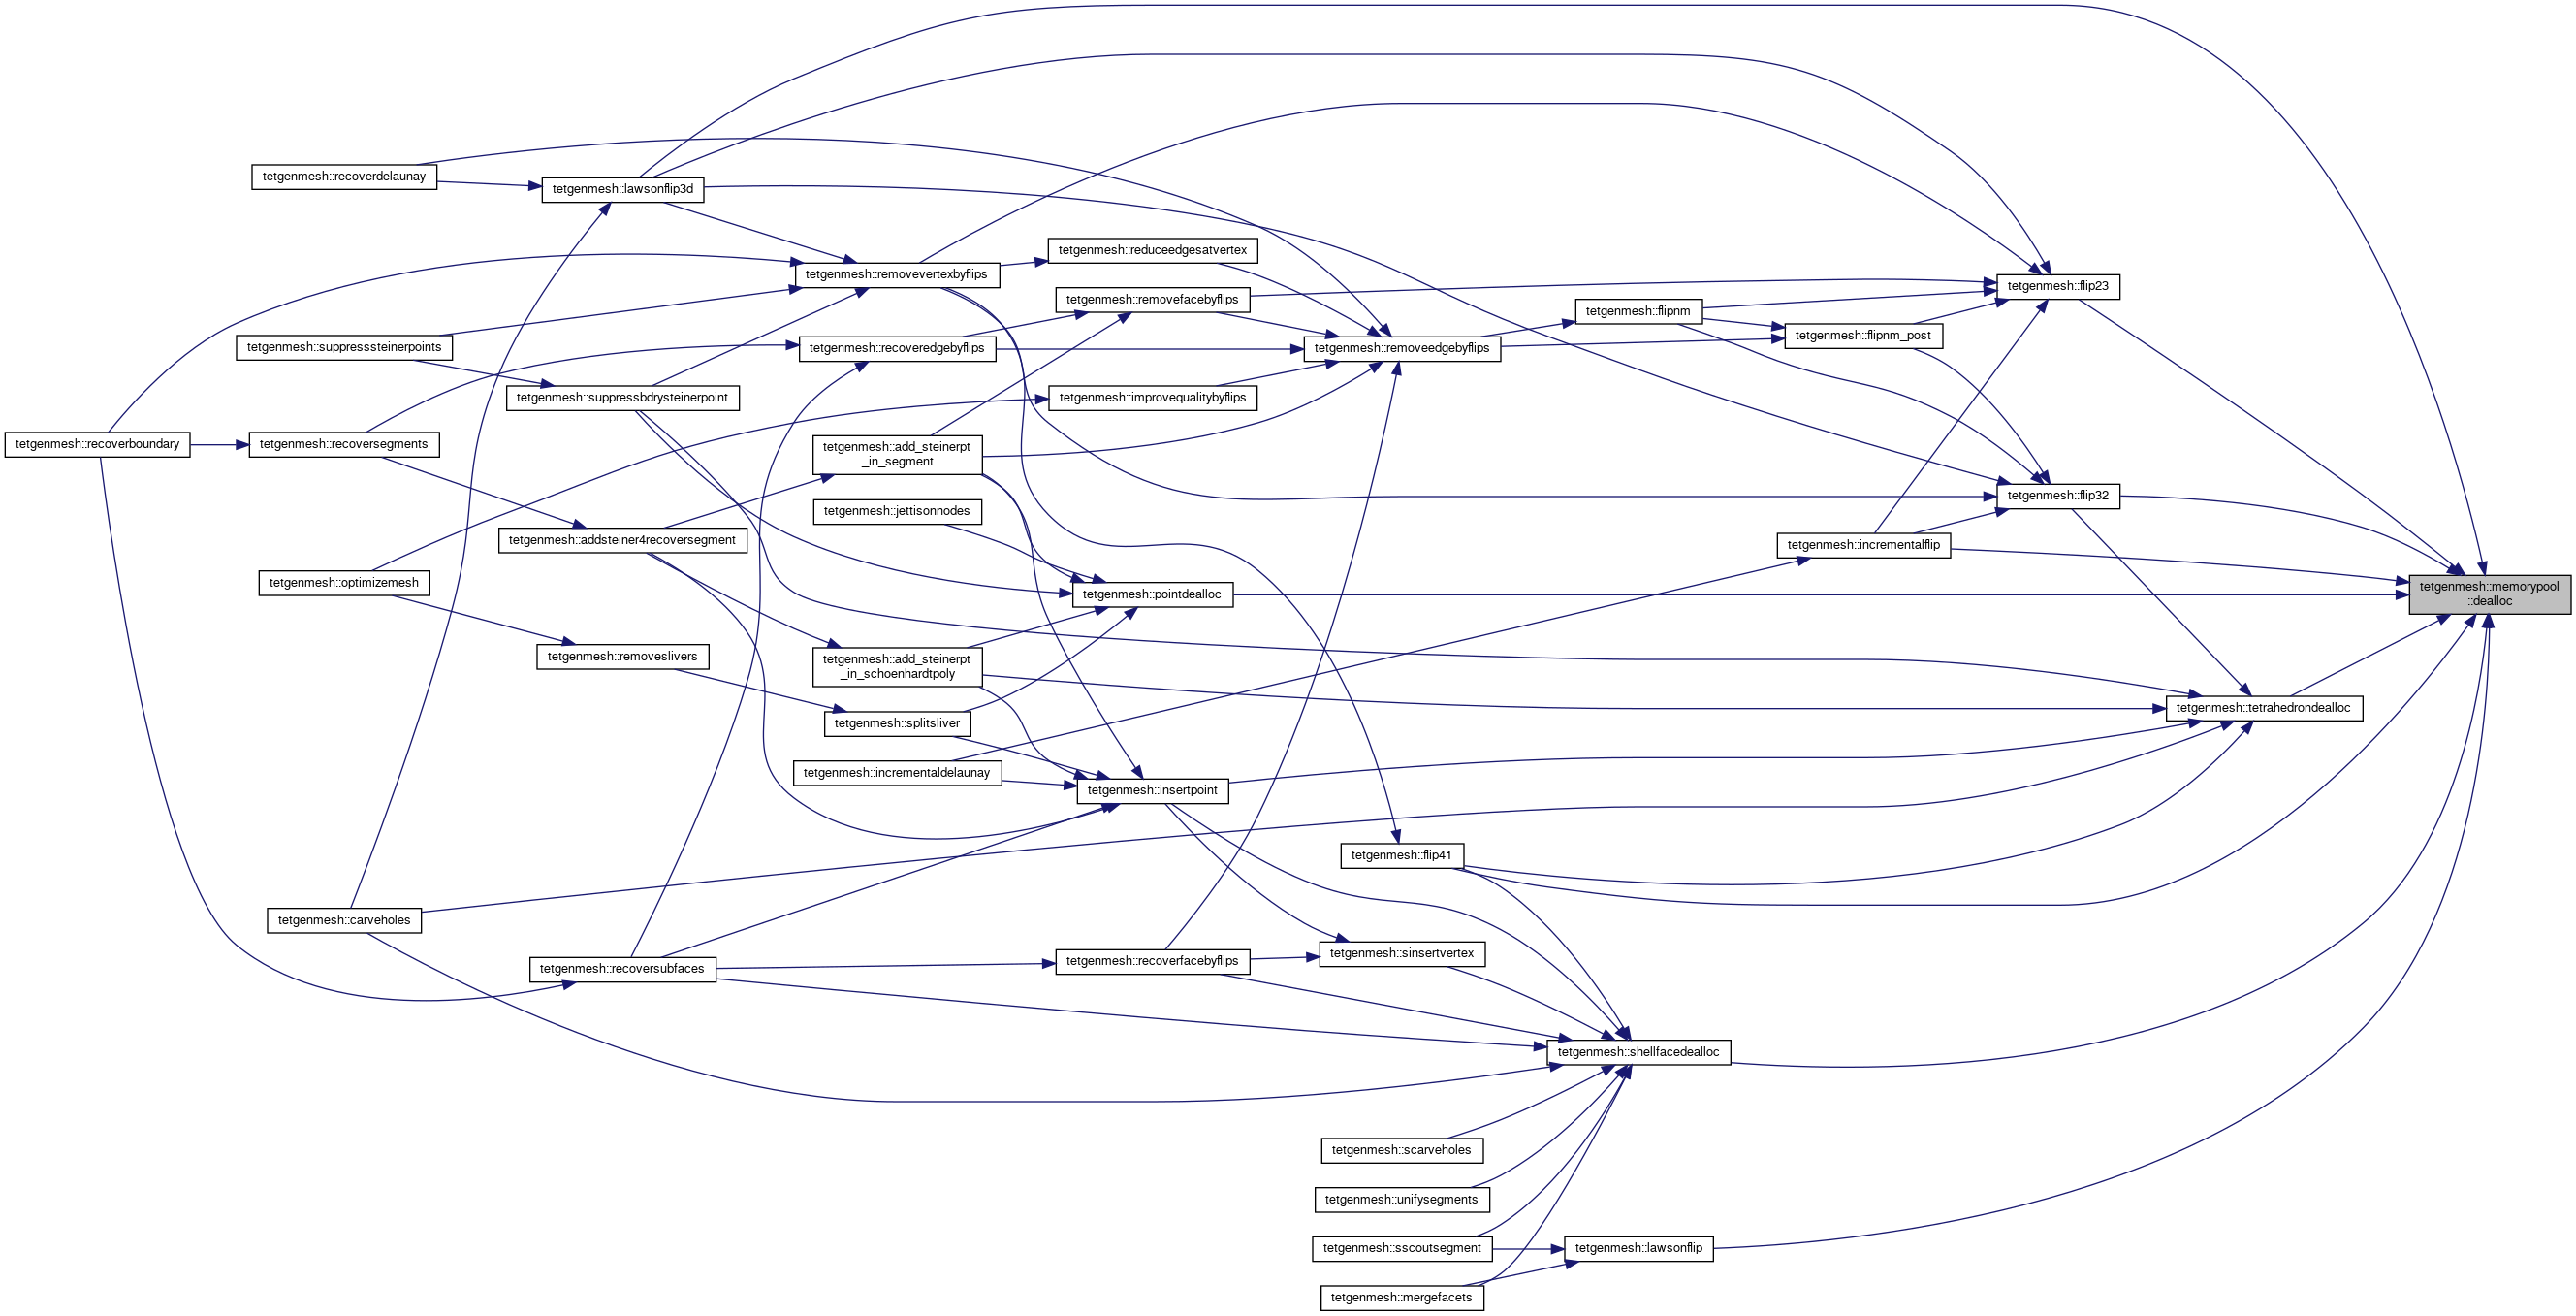 tetgenmesh::recoverdelaunay
tetgenmesh::lawsonflip3d
tetgenmesh::reduceedgesatvertex
tetgenmesh::removevertexbyflips
tetgenmesh::flip23
tetgenmesh::removefacebyflips
tetgenmesh::flipnm
tetgenmesh::flipnm_post
tetgenmesh::suppresssteinerpoints
tetgenmesh::recoveredgebyflips
tetgenmesh::removeedgebyflips
tetgenmesh::suppressbdrysteinerpoint
tetgenmesh::improvequalitybyflips
tetgenmesh::recoverboundary
tetgenmesh::recoversegments
tetgenmesh::add_steinerpt
_in_segment
tetgenmesh::flip32
tetgenmesh::jettisonnodes
tetgenmesh::addsteiner4recoversegment
tetgenmesh::incrementalflip
tetgenmesh::optimizemesh
tetgenmesh::pointdealloc
tetgenmesh::memorypool
::dealloc
tetgenmesh::removeslivers
tetgenmesh::add_steinerpt
_in_schoenhardtpoly
tetgenmesh::tetrahedrondealloc
tetgenmesh::splitsliver
tetgenmesh::incrementaldelaunay
tetgenmesh::insertpoint
tetgenmesh::flip41
tetgenmesh::carveholes
tetgenmesh::recoversubfaces
tetgenmesh::recoverfacebyflips
tetgenmesh::sinsertvertex
tetgenmesh::shellfacedealloc
tetgenmesh::scarveholes
tetgenmesh::unifysegments
tetgenmesh::sscoutsegment
tetgenmesh::lawsonflip
tetgenmesh::mergefacets